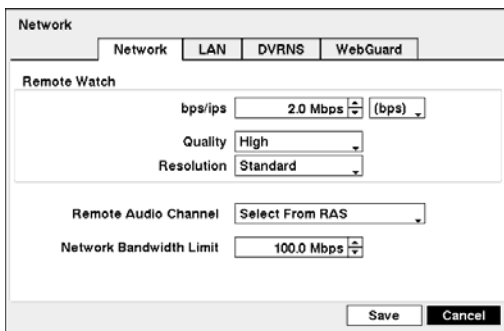 Network
Network LAN DVRNS WebGuard
Remote Watch
bps/ips 2.0 Mbps (bps)
Quality High
Resolution Standard
Remote Audio Channel Select From RAS
Network Bandwidth Limit 100.0 Mbps
Save Cancel